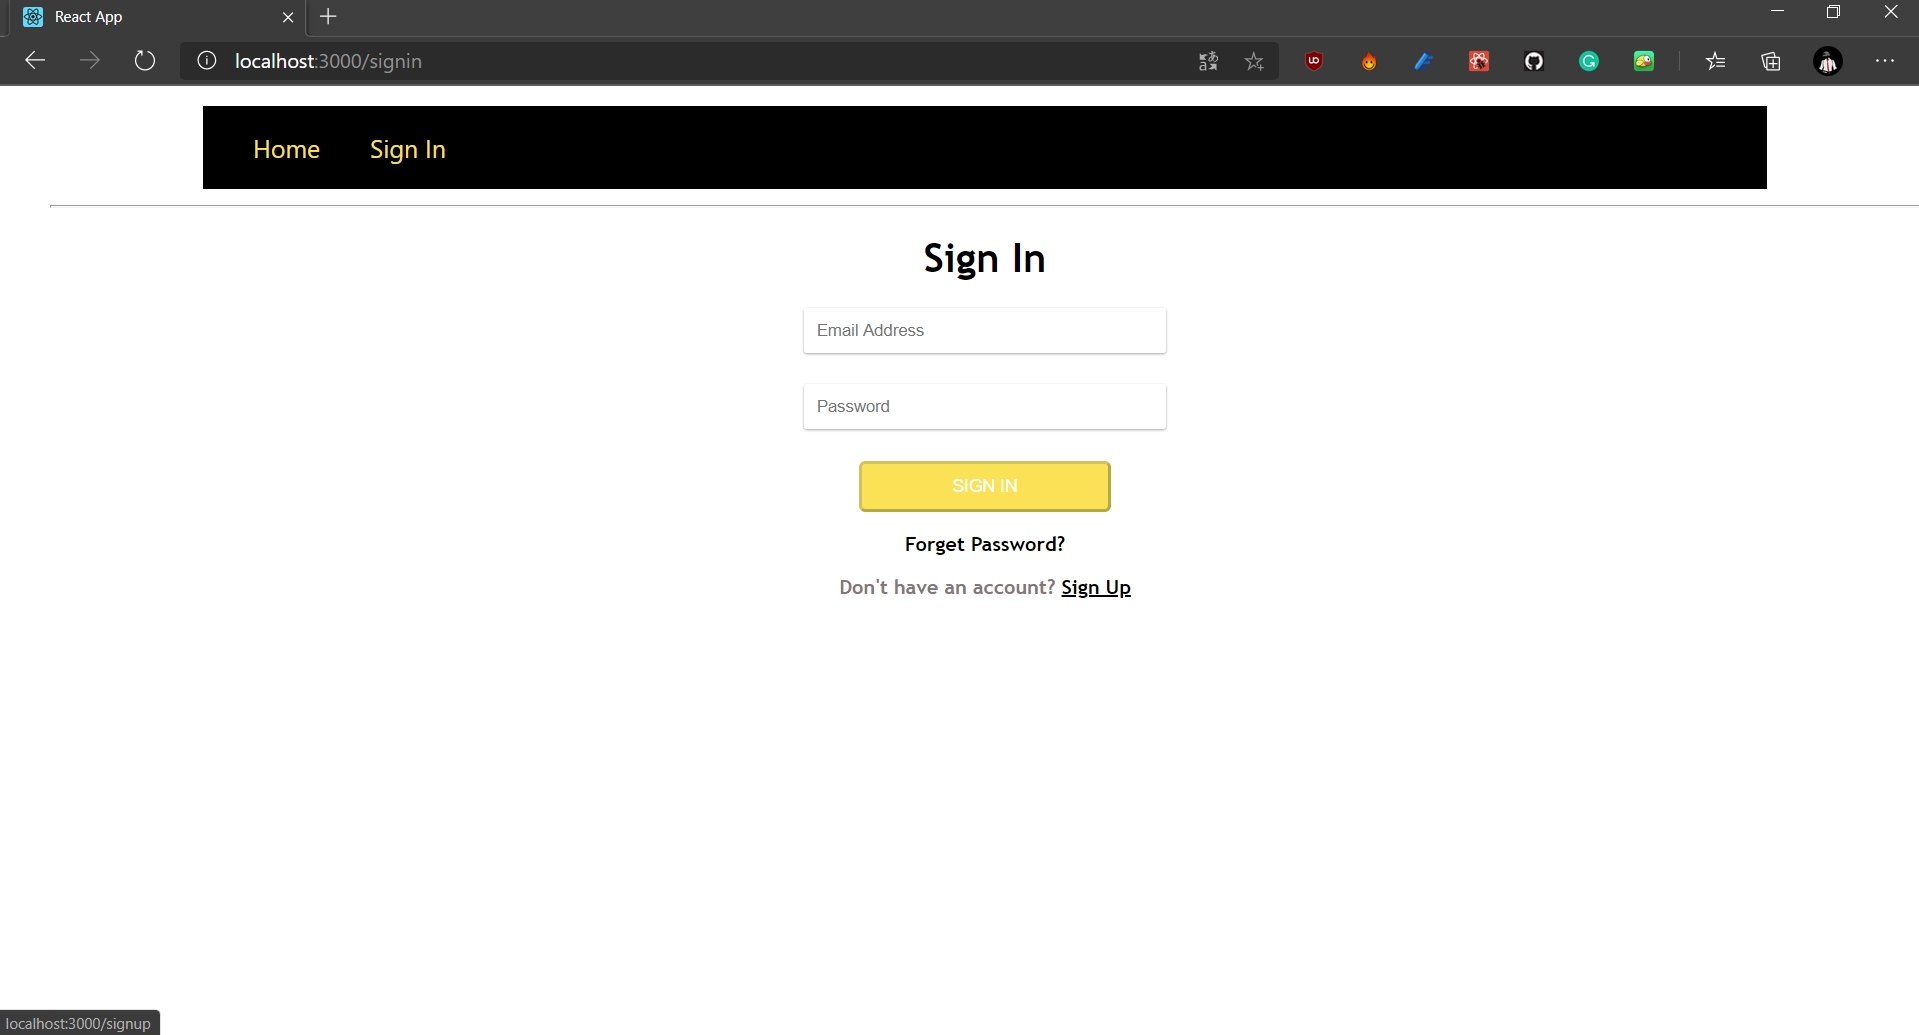 React App
localhost:3000/signin
Home Sign In
Sign In
Email Address
Password
SIGN IN
Forget Password?
Don't have an account? Sign Up
localhost:3000/signup